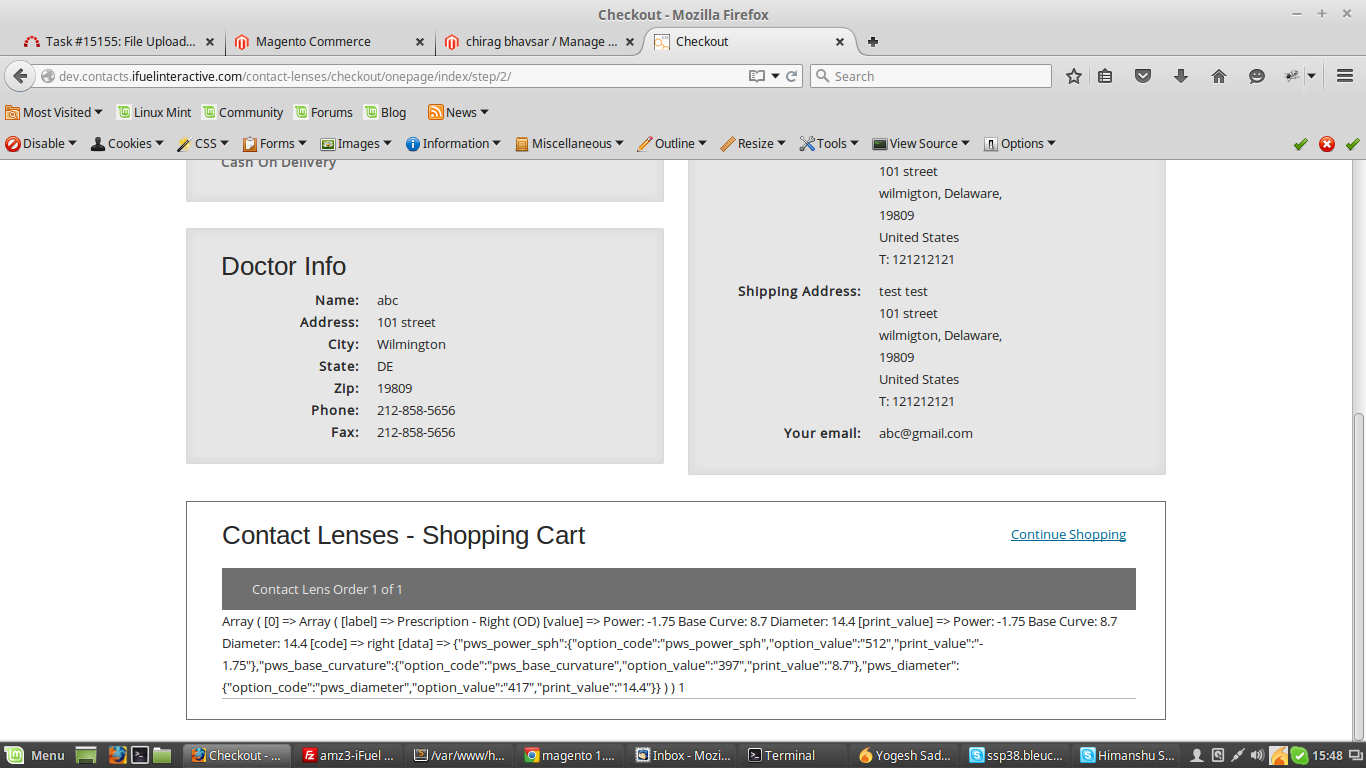 Checkout - Mozilla Firefox
Task #15155: File Upload...
Magento Commerce
chirag bhavsar / Manage ...
Checkout
dev.contacts.ifuelinteractive.com/contact-lenses/checkout/onepage/index/step/2/
Search
Most Visited
Linux Mint
Community
Forums
Blog
News
Disable
Cookies
CSS
Forms
Images
Information
Miscellaneous
Outline
Resize
Tools
View Source
Options
Cash On Delivery
Doctor Info
Name: abc
Address: 101 street
City: Wilmington
State: DE
Zip: 19809
Phone: 212-858-5656
Fax: 212-858-5656
101 street
wilmigton, Delaware,
19809
United States
T: 121212121
Shipping Address: test test
101 street
wilmigton, Delaware,
19809
United States
T: 121212121
Your email: abc@gmail.com
Contact Lenses - Shopping Cart
Continue Shopping
Contact Lens Order 1 of 1
Array ( [0] => Array ( [label] => Prescription - Right (OD) [value] => Power: -1.75 Base Curve: 8.7 Diameter: 14.4 [print_value] => Power: -1.75 Base Curve: 8.7
Diameter: 14.4 [code] => right [data] => {"pws_power_sph":{"option_code":"pws_power_sph","option_value":"512","print_value":"-
1.75"},"pws_base_curvature":{"option_code":"pws_base_curvature","option_value":"397","print_value":"8.7"},"pws_diameter":
{"option_code":"pws_diameter","option_value":"417","print_value":"14.4"}} ) ) 1
Menu
Checkout - ...
amz3-iFuel ...
/var/www/h...
magento 1....
Inbox - Mozi...
Terminal
Yogesh Sad...
ssp38.bleuc...
Himanshu S...
15:48